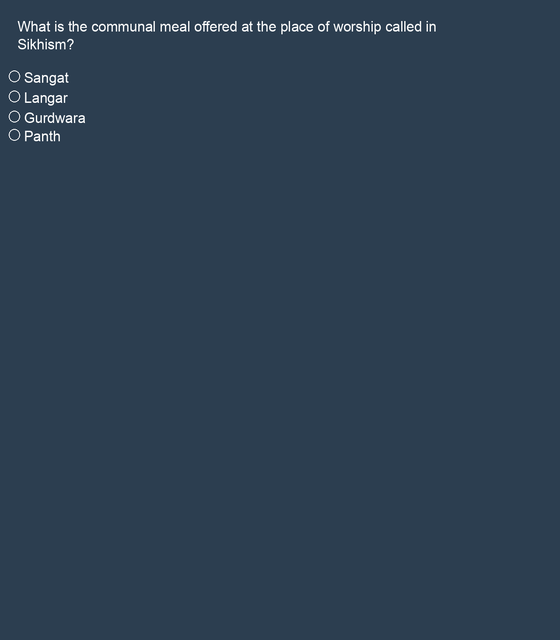 What is the communal meal offered at the place of worship called in
Sikhism?
Sangat
Langar
Gurdwara
Panth